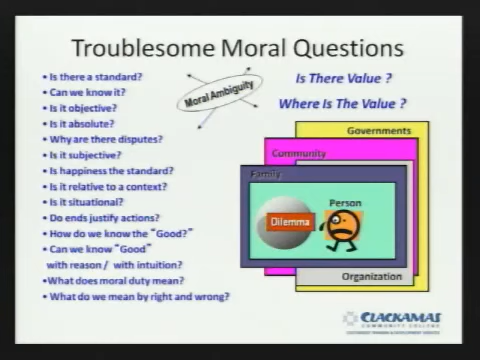 Troublesome Moral Questions
• Is there a standard?
• Can we know it?
• Is it objective?
• Is it absolute?
• Why are there disputes?
• Is it subjective?
• Is happiness the standard?
• Is it relative to a context?
• Is it situational?
• Do ends justify actions?
• How do we know the “Good?”
• Can we know “Good”
with reason / with intuition?
•What does moral duty mean?
• What do we mean by right and wrong?
Moral Ambiguity
Is There Value ?
Where Is The Value ?
Governments
Community
Family
Person
Dilemma
Organization
CLACKAMAS
COMMUNITY COLLEGE